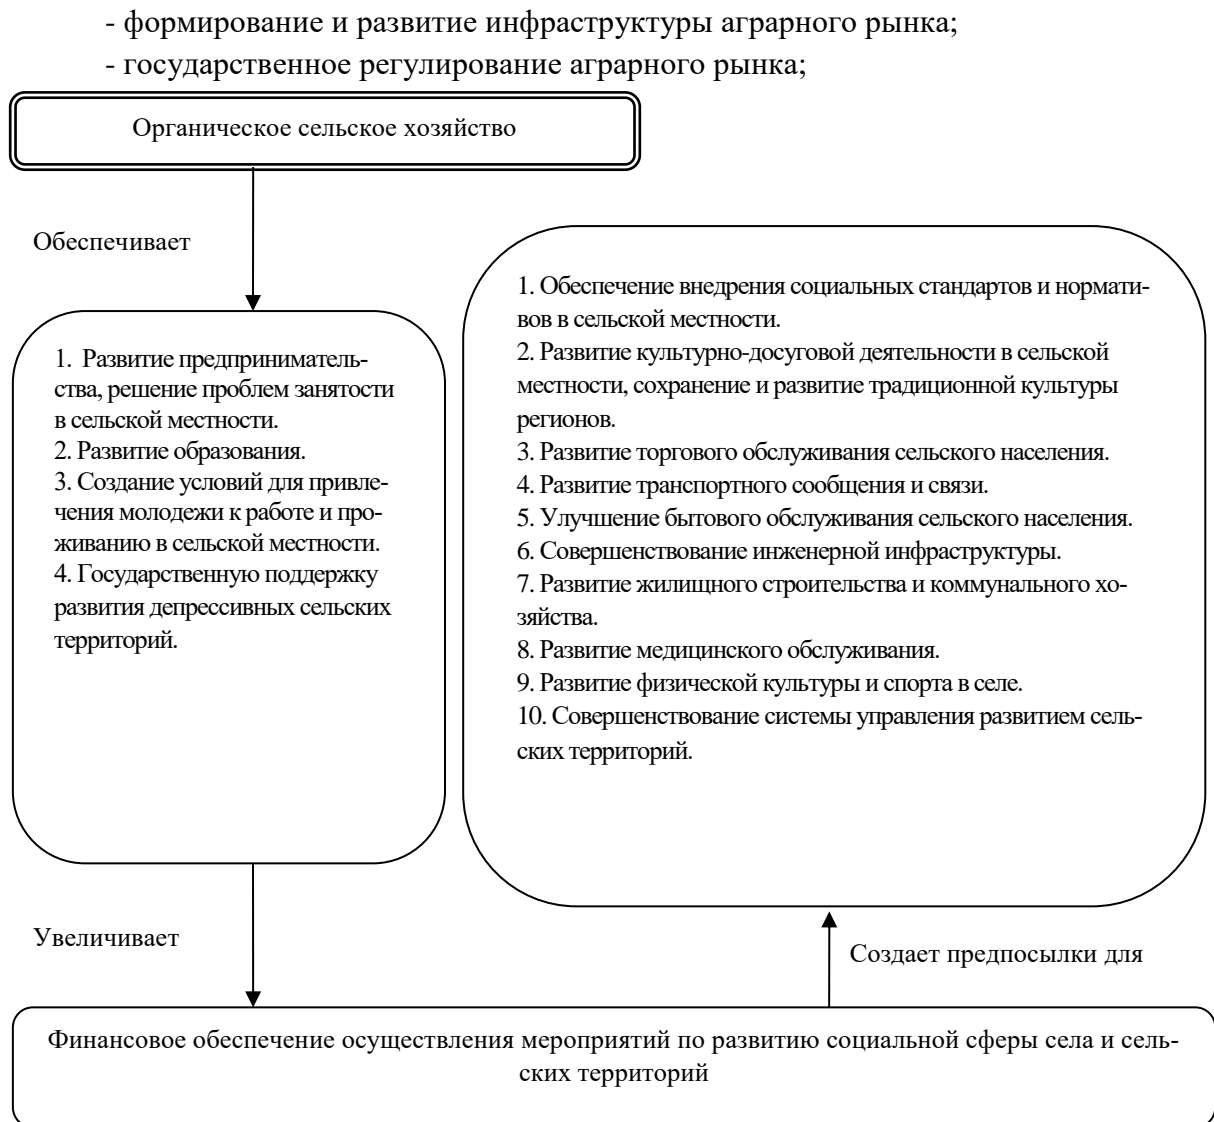 - формирование и развитие инфраструктуры аграрного рынка;
- государственное регулирование аграрного рынка;
Органическое сельское хозяйство
Обеспечивает
1. Развитие предприниматель-
ства, решение проблем занятости
в сельской местности.
2. Развитие образования.
3. Создание условий для привле-
чения молодежи к работе и про-
живанию в сельской местности.
4. Государственную поддержку
развития депрессивных сельских
территорий.
1. Обеспечение внедрения социальных стандартов и нормати-
вов в сельской местности.
2. Развитие культурно-досуговой деятельности в сельской
местности, сохранение и развитие традиционной культуры
регионов.
3. Развитие торгового обслуживания сельского населения.
4. Развитие транспортного сообщения и связи.
5. Улучшение бытового обслуживания сельского населения.
6. Совершенствование инженерной инфраструктуры.
7. Развитие жилищного строительства и коммунального хо-
зяйства.
8. Развитие медицинского обслуживания.
9. Развитие физической культуры и спорта в селе.
10. Совершенствование системы управления развитием сель-
ских территорий.
Увеличивает
Создает предпосылки для
Финансовое обеспечение осуществления мероприятий по развитию социальной сферы села и сель-
ских территорий